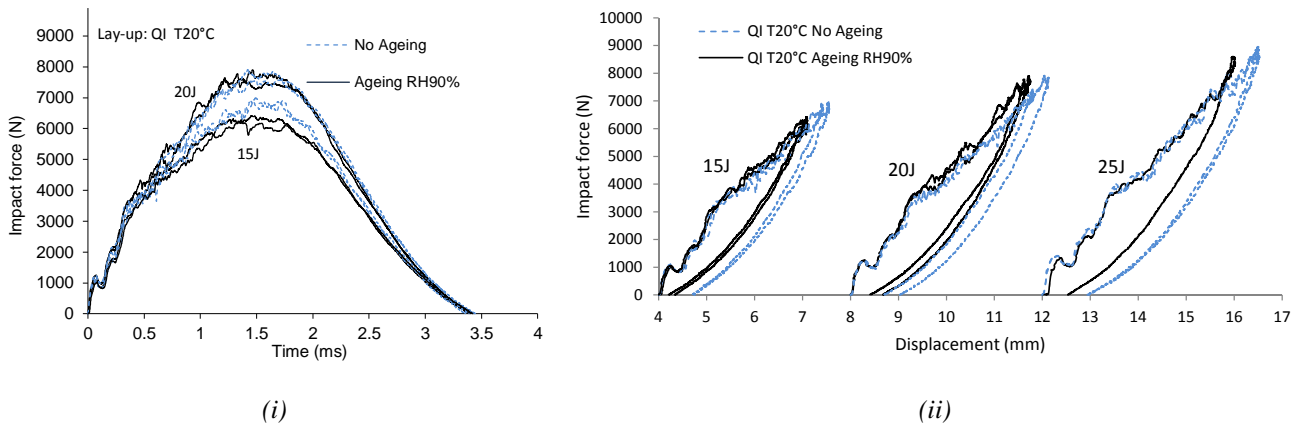 Lay-up: QI T20°C
No Ageing
Ageing RH90%
20J
15J
Impact force (N)
9000
8000
7000
6000
5000
4000
3000
2000
1000
0
0 0.5 1 1.5 2 2.5 3 3.5 4
Time (ms)
(i)
QI T20°C No Ageing
QI T20°C Ageing RH90%
15J
20J
25J
Impact force (N)
10000
9000
8000
7000
6000
5000
4000
3000
2000
1000
0
4 5 6 7 8 9 10 11 12 13 14 15 16 17
Displacement (mm)
(ii)